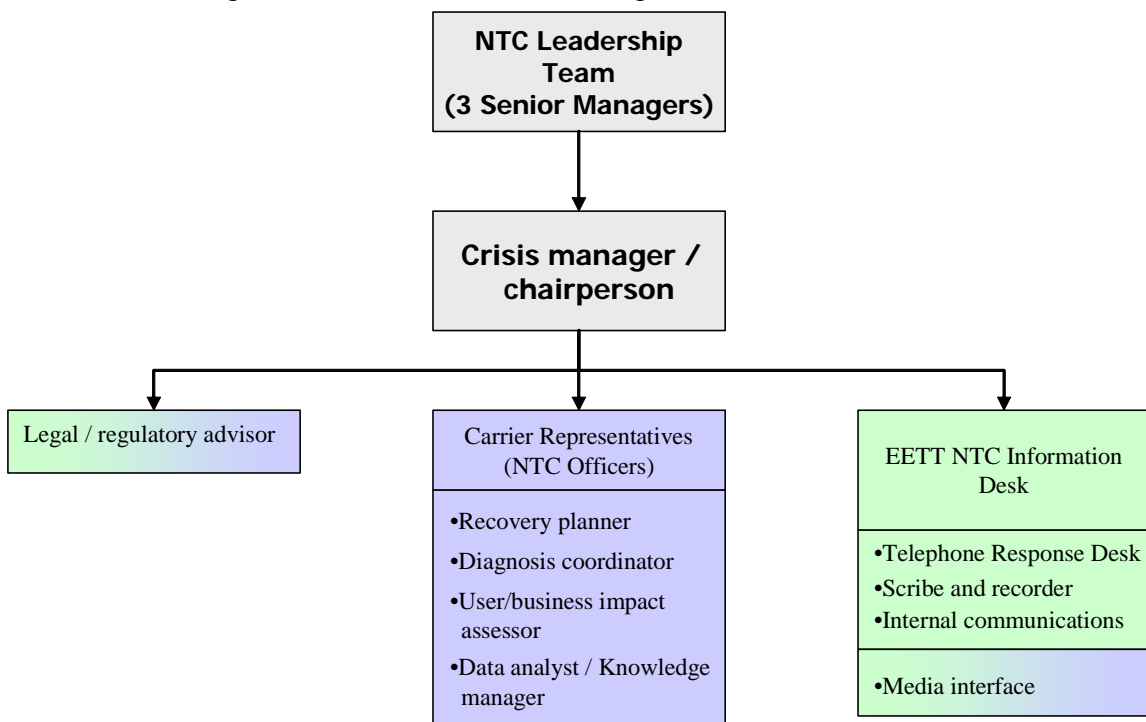 NTC Leadership
Team
(3 Senior Managers)
Crisis manager /
chairperson
Legal / regulatory advisor
Carrier Representatives
(NTC Officers)
•Recovery planner
•Diagnosis coordinator
•User/business impact
assessor
•Data analyst / Knowledge
manager
EETT NTC Information
Desk
•Telephone Response Desk
•Scribe and recorder
•Internal communications
•Media interface